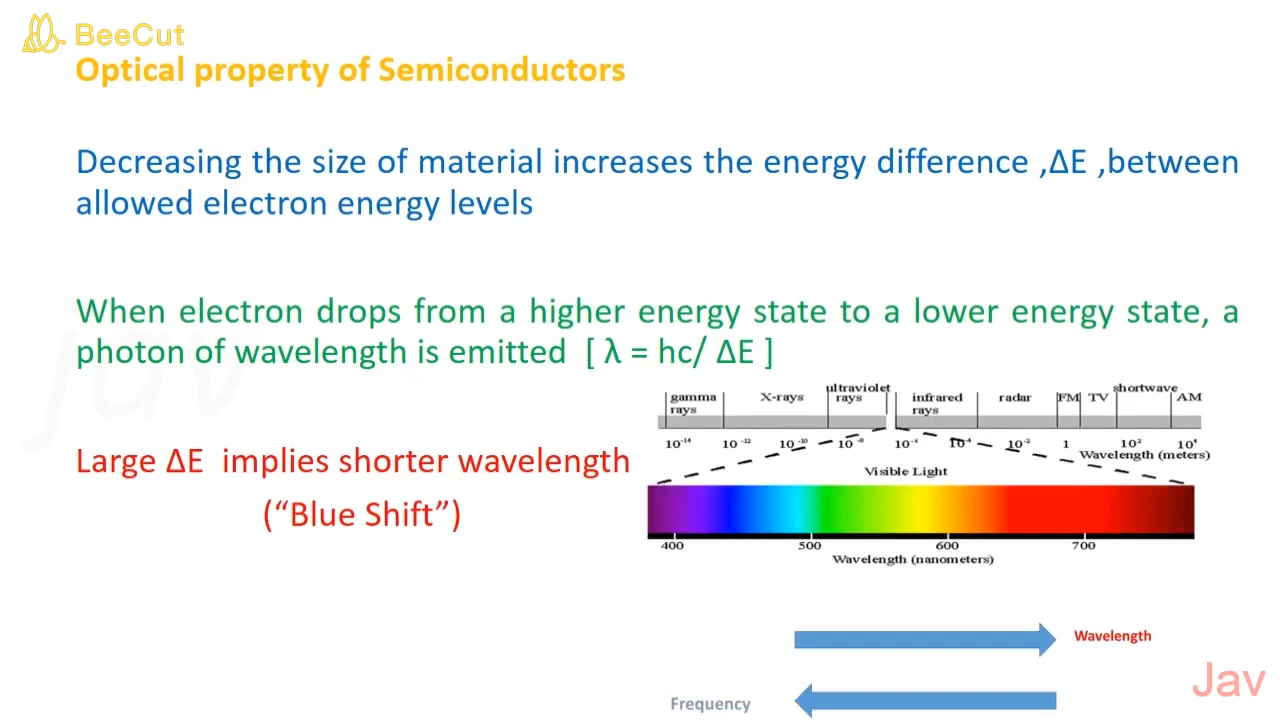 BeeCut
Optical property of Semiconductors
Decreasing the size of material increases the energy difference ,ΔE ,between
allowed electron energy levels
When electron drops from a higher energy state to a lower energy state, a
photon of wavelength is emitted [ λ = hc/ ΔE ]
Jav
Large ΔE implies shorter wavelength
("Blue Shift")
gamma rays X-rays ultraviolet rays infrared rays radar FM TV shortwave AM
10⁻¹⁴ 10⁻¹² 10⁻¹⁰ 10⁻⁸ 10⁻⁶ 10⁻⁴ 10⁻² 1 10² 10⁴
Wavelength (meters)
Visible Light
400 500 600 700
Wavelength (nanometers)
Wavelength
Frequency
Jav